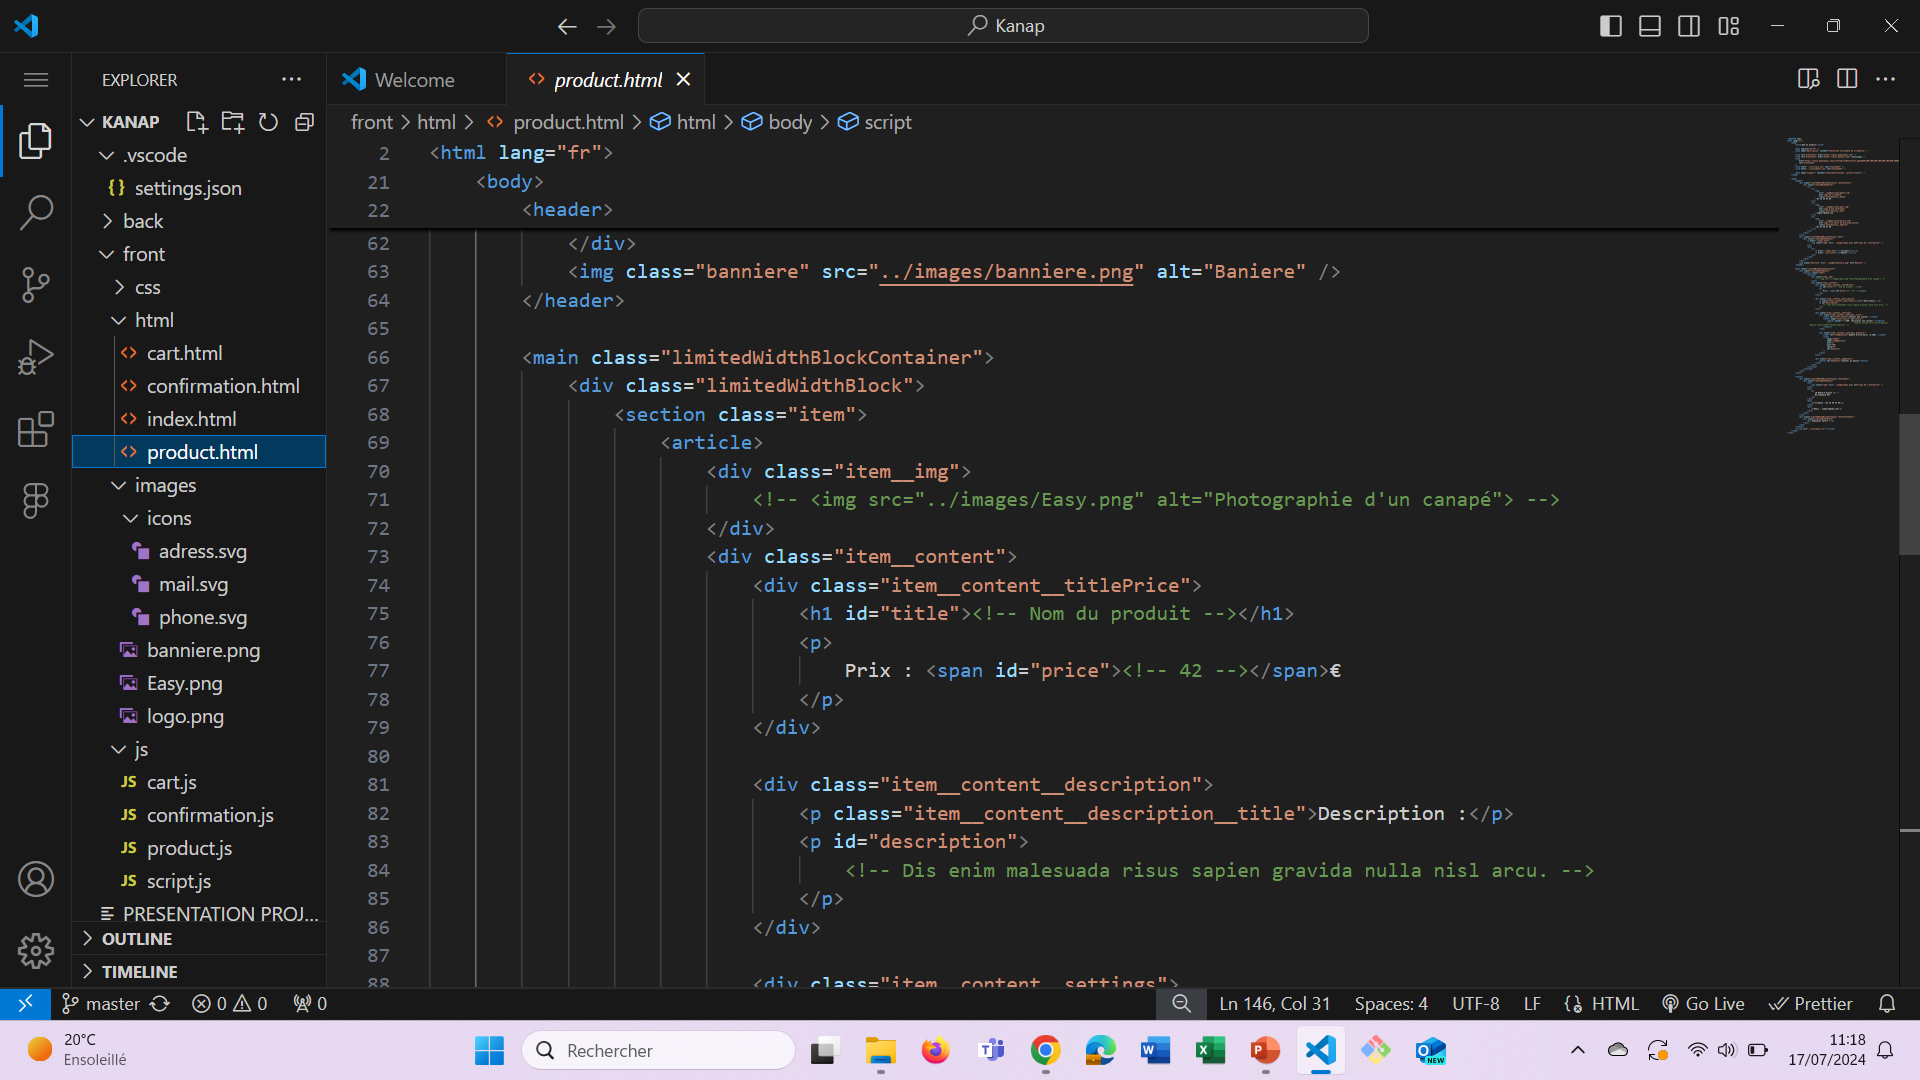 Kanap
EXPLORER
Welcome
product.html
KANAP
front > html > product.html > html > body > script
.vscode
settings.json
back
front
css
html
cart.html
confirmation.html
index.html
product.html
images
icons
adress.svg
mail.svg
phone.svg
banniere.png
Easy.png
logo.png
js
JS cart.js
JS confirmation.js
JS product.js
JS script.js
PRESENTATION PROJ...
OUTLINE
TIMELINE
2 <html lang="fr">
21 <body>
22 <header>
62 </div>
63 <img class="banniere" src="../images/banniere.png" alt="Baniere" />
64 </header>
65
66 <main class="limitedWidthBlockContainer">
67 <div class="limitedWidthBlock">
68 <section class="item">
69 <article>
70 <div class="item__img">
71 <!-- <img src="../images/Easy.png" alt="Photographie d'un canapé"> -->
72 </div>
73 <div class="item__content">
74 <div class="item__content__titlePrice">
75 <h1 id="title"><!-- Nom du produit --></h1>
76 <p>
77 Prix : <span id="price"><!-- 42 --></span>€
78 </p>
79 </div>
80
81 <div class="item__content__description">
82 <p class="item__content__description__title">Description :</p>
83 <p id="description">
84 <!-- Dis enim malesuada risus sapien gravida nulla nisl arcu. -->
85 </p>
86 </div>
87
88 <div class="item__content__settings">
master 0 0 0
Ln 146, Col 31 Spaces: 4 UTF-8 LF HTML Go Live Prettier
20°C
Ensoleillé
Rechercher
NEW
11:18
17/07/2024